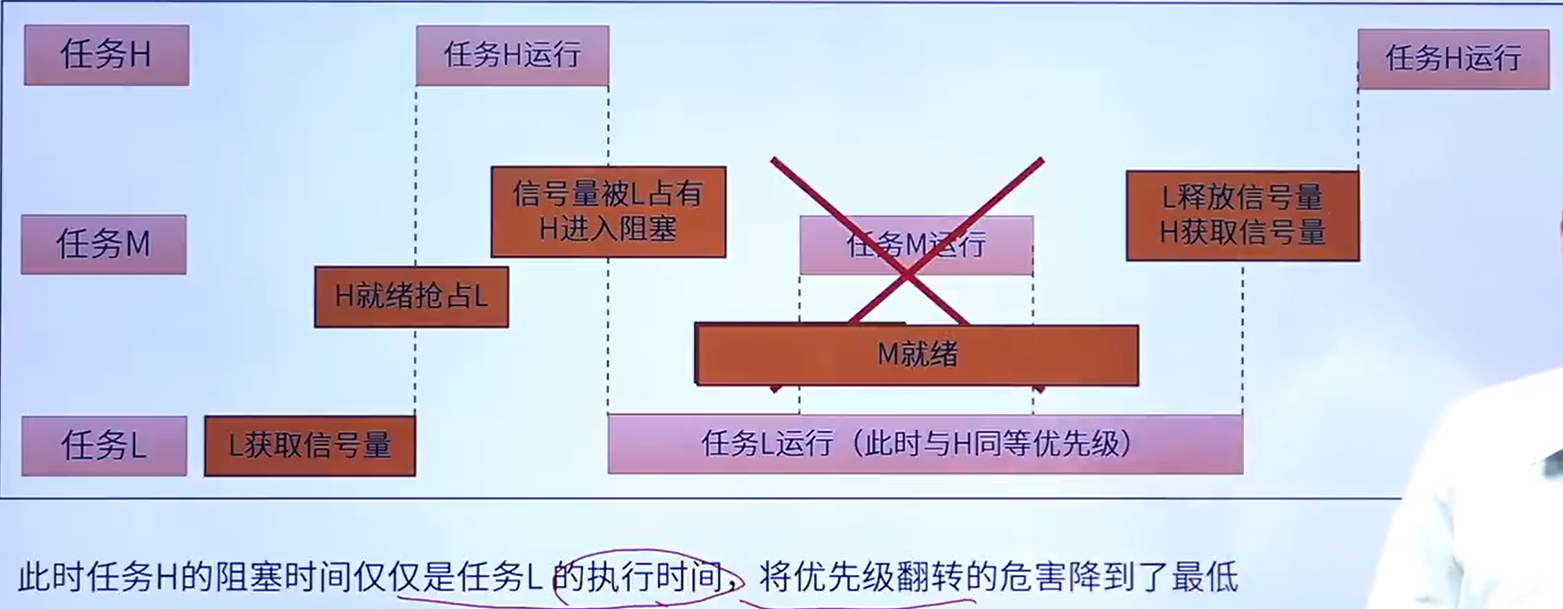 任务H
任务H运行
任务H运行
信号量被L占有
H进入阻塞
L释放信号量
H获取信号量
任务M
任务M运行
H就绪抢占L
M就绪
任务L
L获取信号量
任务L运行（此时与H同等优先级）
此时任务H的阻塞时间仅仅是任务L 的执行时间，将优先级翻转的危害降到了最低